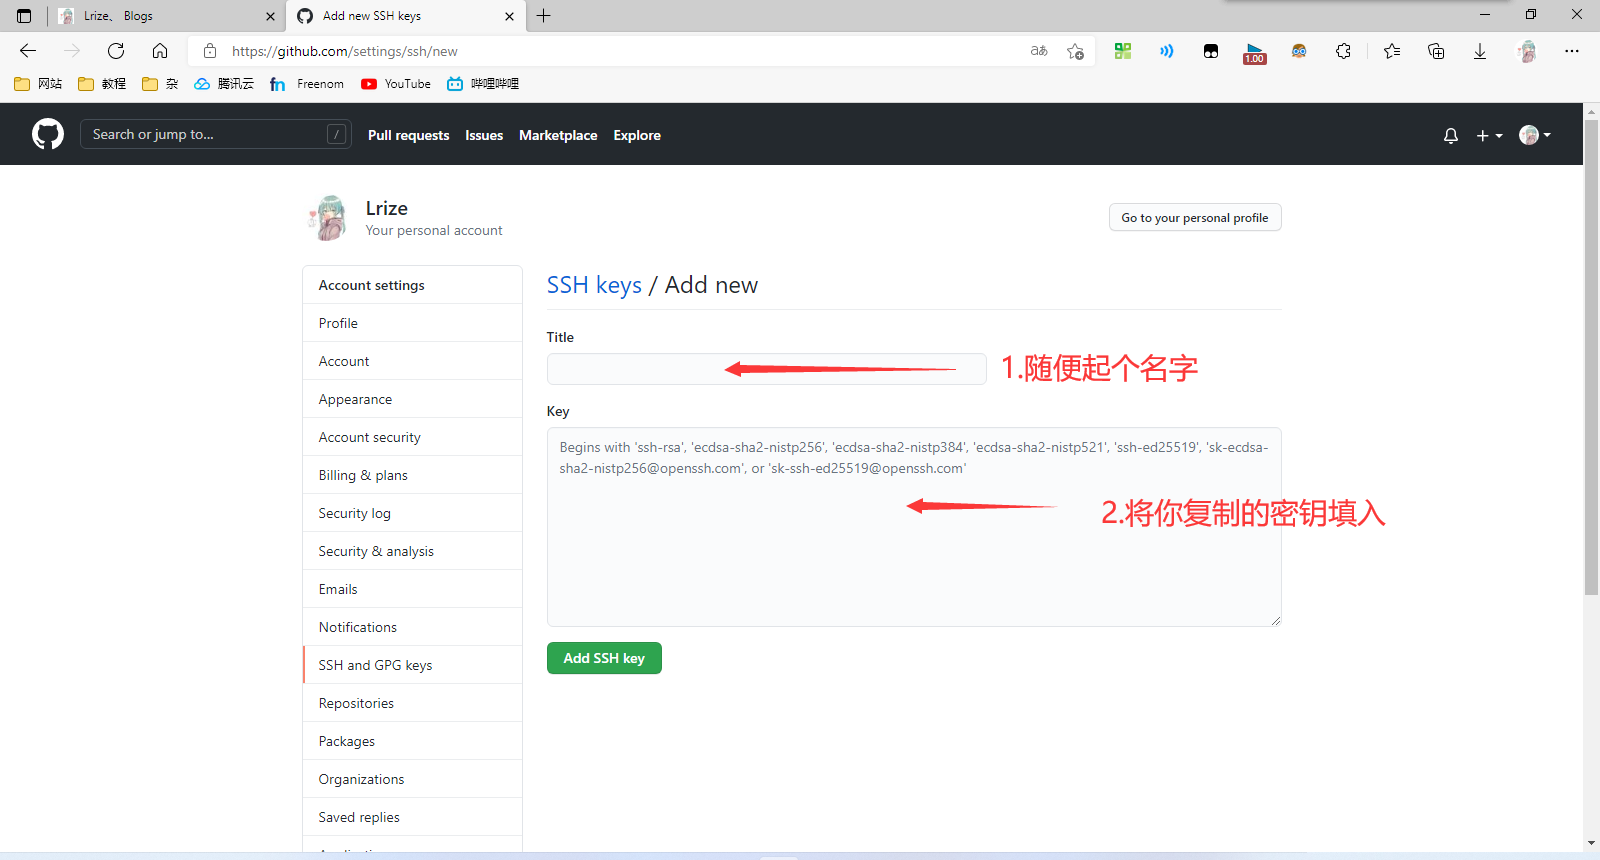 Lrize、 Blogs
Add new SSH keys
https://github.com/settings/ssh/new
aあ
1.00
网站
教程
杂
腾讯云
fn Freenom
YouTube
哔哩哔哩
Search or jump to...
/
Pull requests
Issues
Marketplace
Explore
Lrize
Your personal account
Go to your personal profile
Account settings
Profile
Account
Appearance
Account security
Billing & plans
Security log
Security & analysis
Emails
Notifications
SSH and GPG keys
Repositories
Packages
Organizations
Saved replies
SSH keys / Add new
Title
1.随便起个名字
Key
Begins with 'ssh-rsa', 'ecdsa-sha2-nistp256', 'ecdsa-sha2-nistp384', 'ecdsa-sha2-nistp521', 'ssh-ed25519', 'sk-ecdsa-
sha2-nistp256@openssh.com', or 'sk-ssh-ed25519@openssh.com'
2.将你复制的密钥填入
Add SSH key